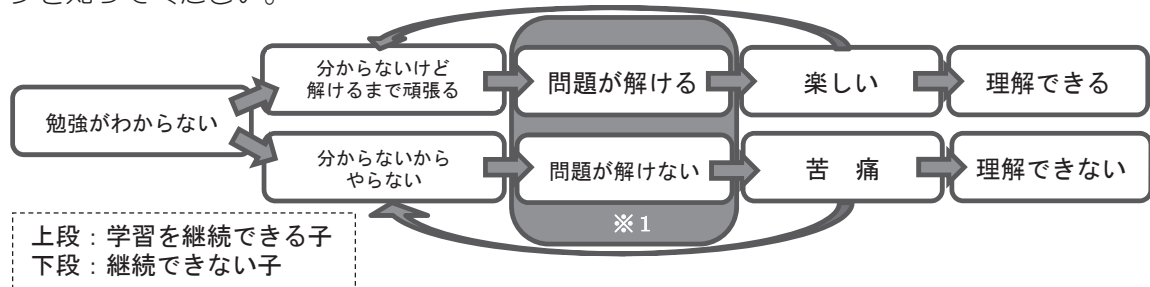 勉強がわからない
分からないけど
解けるまで頑張る
問題が解ける
楽しい
理解できる
分からないから
やらない
問題が解けない
苦 痛
理解できない
※1
上段：学習を継続できる子
下段：継続できない子